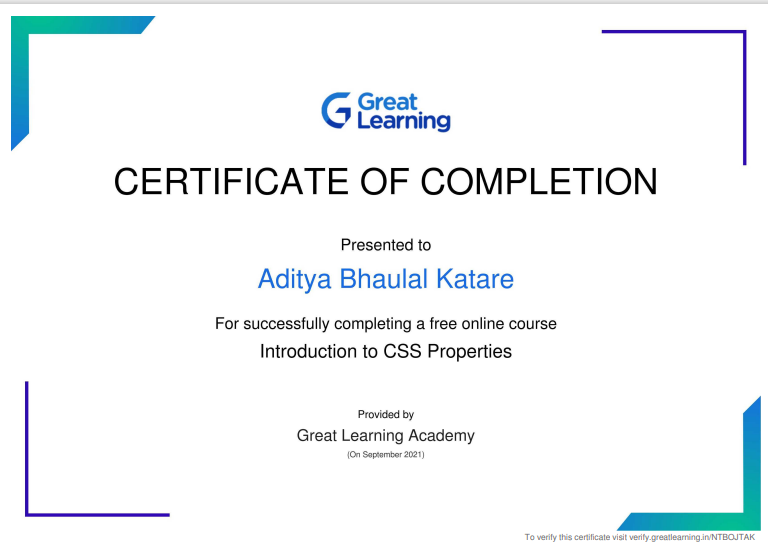 Great
Learning
CERTIFICATE OF COMPLETION
Presented to
Aditya Bhaulal Katare
For successfully completing a free online course
Introduction to CSS Properties
Provided by
Great Learning Academy
(On September 2021)
To verify this certificate visit verify.greatlearning.in/NTBOJTAK